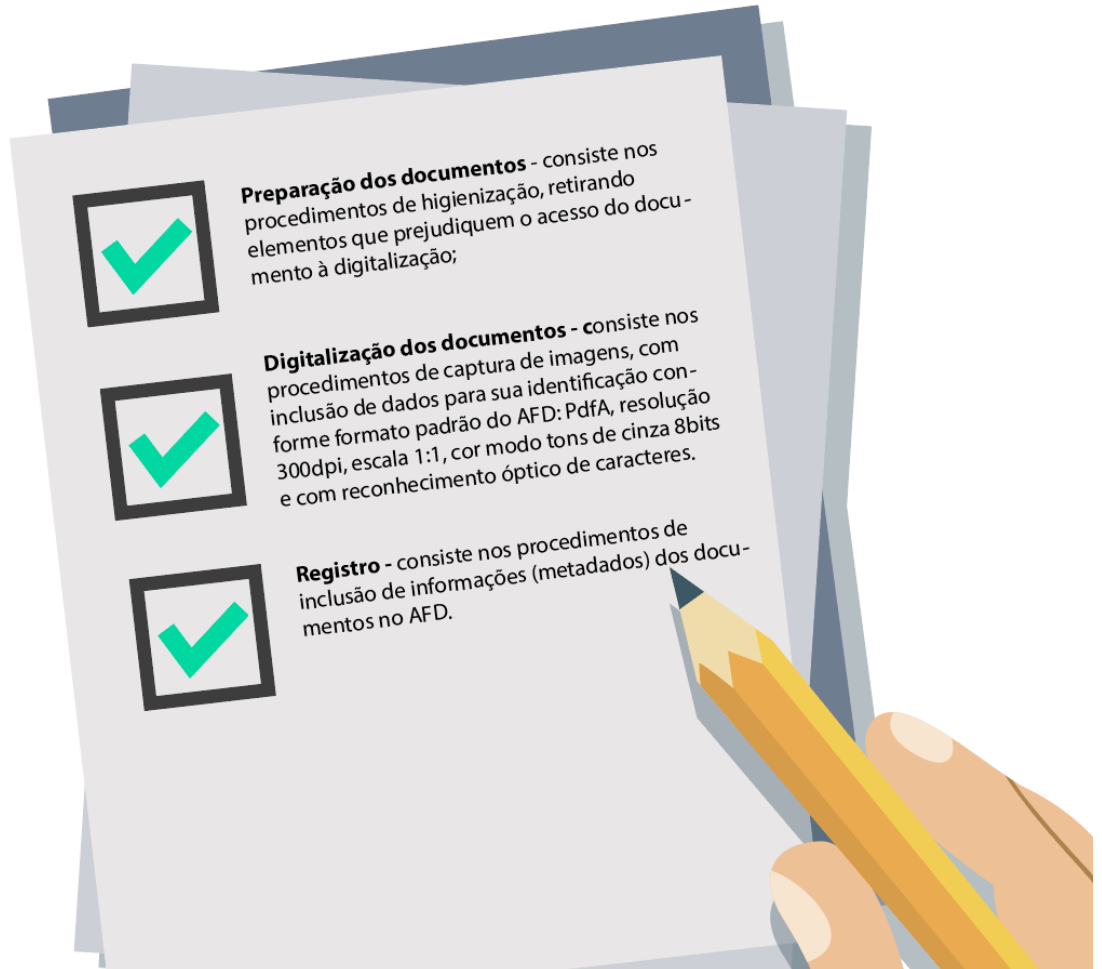 Preparação dos documentos - consiste nos
procedimentos de higienização, retirando
elementos que prejudiquem o acesso do docu-
mento à digitalização;
Digitalização dos documentos - consiste nos
procedimentos de captura de imagens, com
inclusão de dados para sua identificação con-
forme formato padrão do AFD: PdfA, resolução
300dpi, escala 1:1, cor modo tons de cinza 8bits
e com reconhecimento óptico de caracteres.
Registro - consiste nos procedimentos de
inclusão de informações (metadados) dos docu-
mentos no AFD.